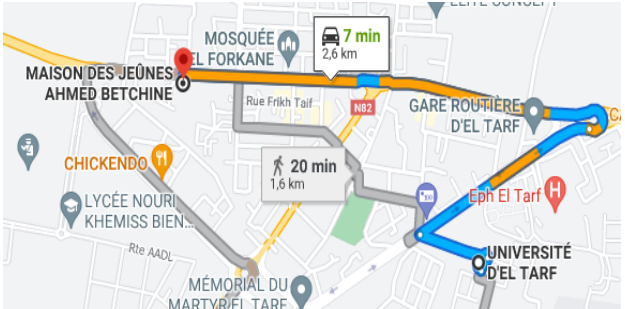 MOSQUÉE
EL FORKANE
7 min
2,6 km
MAISON DES JEÛNES
AHMED BETCHINE
Rue Frikh Taif
N82
GARE ROUTIÈRE
D'EL TARF
CHICKENDO
20 min
1,6 km
Eph El Tarf
H
LYCÉE NOURI
KHEMISS BIEN...
Rte AADL
UNIVERSITÉ
D'EL TARF
MÉMORIAL DU
MARTYR EL TARF